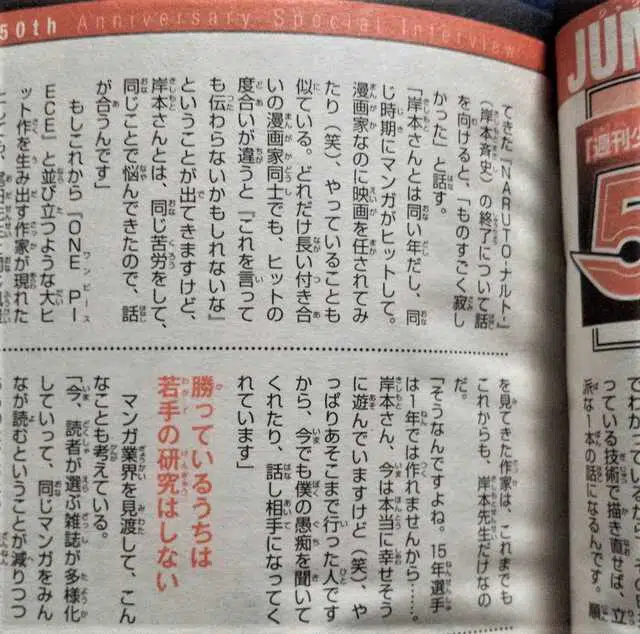 50th Anniversary Special Interview
てきた『NARUTO-ナルト-』
（岸本斉史）の終了について話
を向けると、「ものすごく寂し
かった」と話す。
「岸本さんとは同い年だし、同
じ時期にマンガがヒットして。
漫画家なのに映画を任されてみ
たり（笑）、やっていることも
似ている。どれだけ長い付き合
いの漫画家同士でも、ヒットの
度合いが違うと『これを言って
も伝わらないかもしれないな』
ということが出てきますけど、
岸本さんとは、同じ苦労をして、
同じことで悩んできたので、話
が合うんです」
もしこれから『ONE PI
ECE』と並び立つような大ヒ
ット作を生み出す作家が現れた
を見てきた作家は、これまでも
これからも、岸本先生だけなの
だ。
「そうなんですよね。15年選手
は1年では作れませんから……。
岸本さん、今は本当に幸せそう
に遊んでいますけど（笑）、や
っぱりあそこまで行った人です
から、今でも僕の愚痴を聞いて
くれたり、話し相手になってく
れています」
勝っているうちは
若手の研究はしない
マンガ業界を見渡して、こん
なことも考えている。
「今、読者が選ぶ雑誌が多様化
していって、同じマンガをみん
なが読むということが減りつつ
JUM
「週刊少
5
っている技術で描き直せば、立
派な1本の話になるんです。順